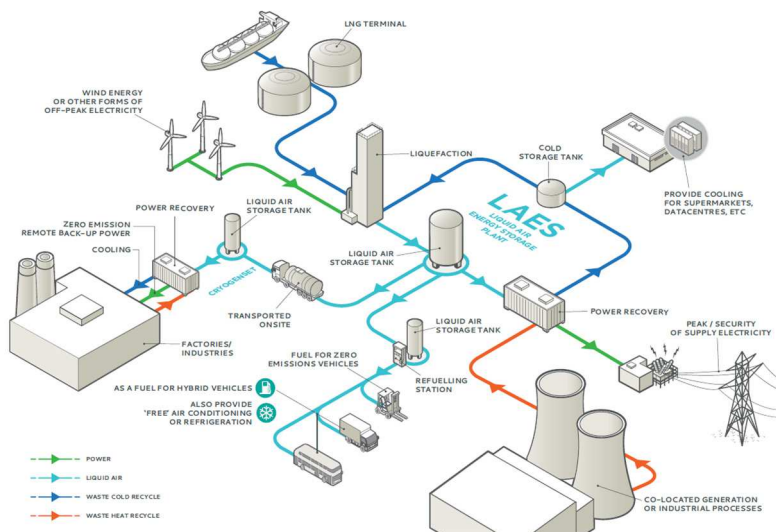 LNG TERMINAL
WIND ENERGY
OR OTHER FORMS OF
OFF-PEAK ELECTRICITY
LIQUEFACTION
COLD
STORAGE TANK
PROVIDE COOLING
FOR SUPERMARKETS,
DATACENTRES, ETC
LAES
LIQUID AIR
ENERGY STORAGE
PLANT
POWER RECOVERY
LIQUID AIR
STORAGE TANK
ZERO EMISSION
REMOTE BACK-UP POWER
COOLING
CRYOGENSET
LIQUID AIR
STORAGE TANK
TRANSPORTED
ONSITE
FACTORIES/
INDUSTRIES
POWER RECOVERY
LIQUID AIR
STORAGE TANK
PEAK / SECURITY
OF SUPPLY ELECTRICITY
FUEL FOR ZERO
EMISSIONS VEHICLES
REFUELLING
STATION
AS A FUEL FOR HYBRID VEHICLES
ALSO PROVIDE
'FREE' AIR CONDITIONING
OR REFRIGERATION
POWER
LIQUID AIR
WASTE COLD RECYCLE
WASTE HEAT RECYCLE
CO-LOCATED GENERATION
OR INDUSTRIAL PROCESSES